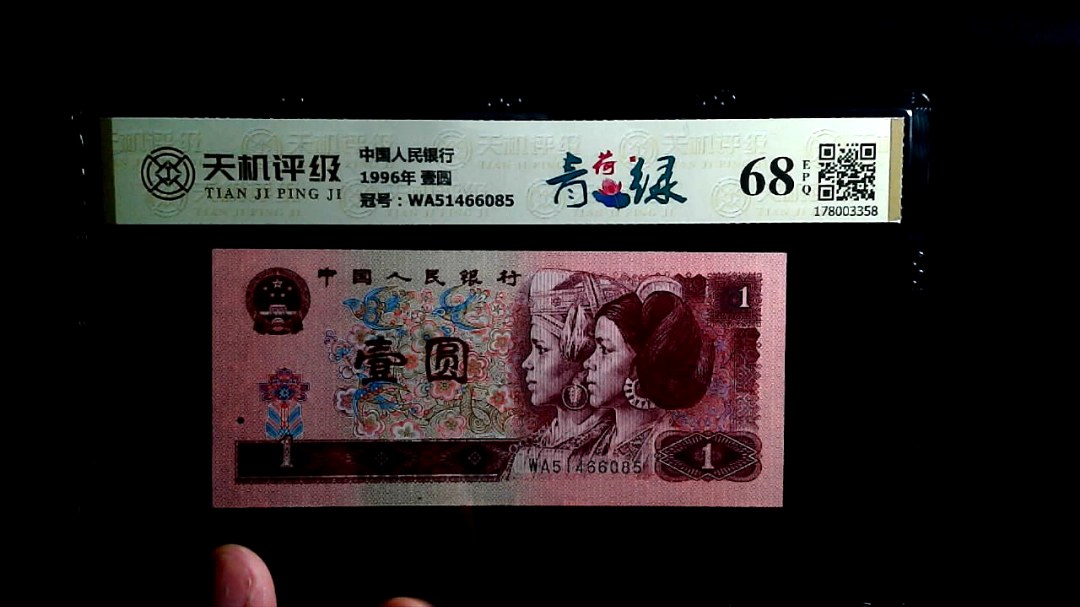 天机评级
TIAN JI PING JI
中国人民银行
1996年 壹圆
冠号：WA51466085
青荷绿
68
EPQ
178003358
中国人民银行
1
壹圆
1
WA51466085
1